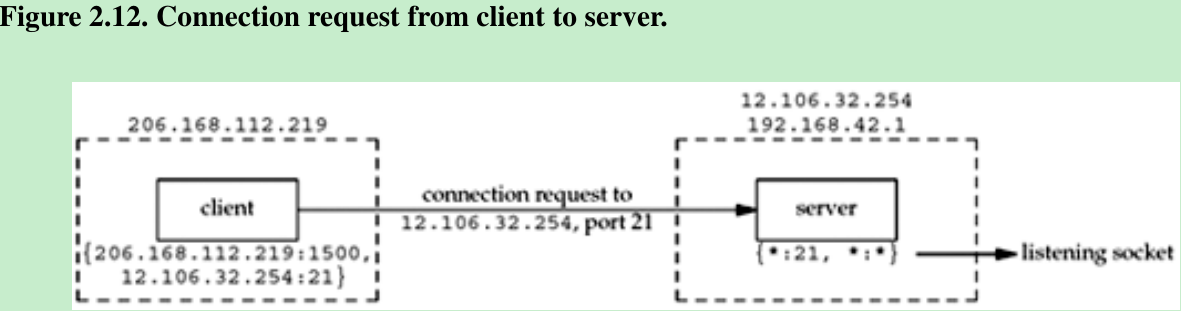 Figure 2.12. Connection request from client to server.
206.168.112.219
12.106.32.254
192.168.42.1
client
connection request to
12.106.32.254, port 21
server
{206.168.112.219:1500,
12.106.32.254:21}
{*:21, *:*}
listening socket